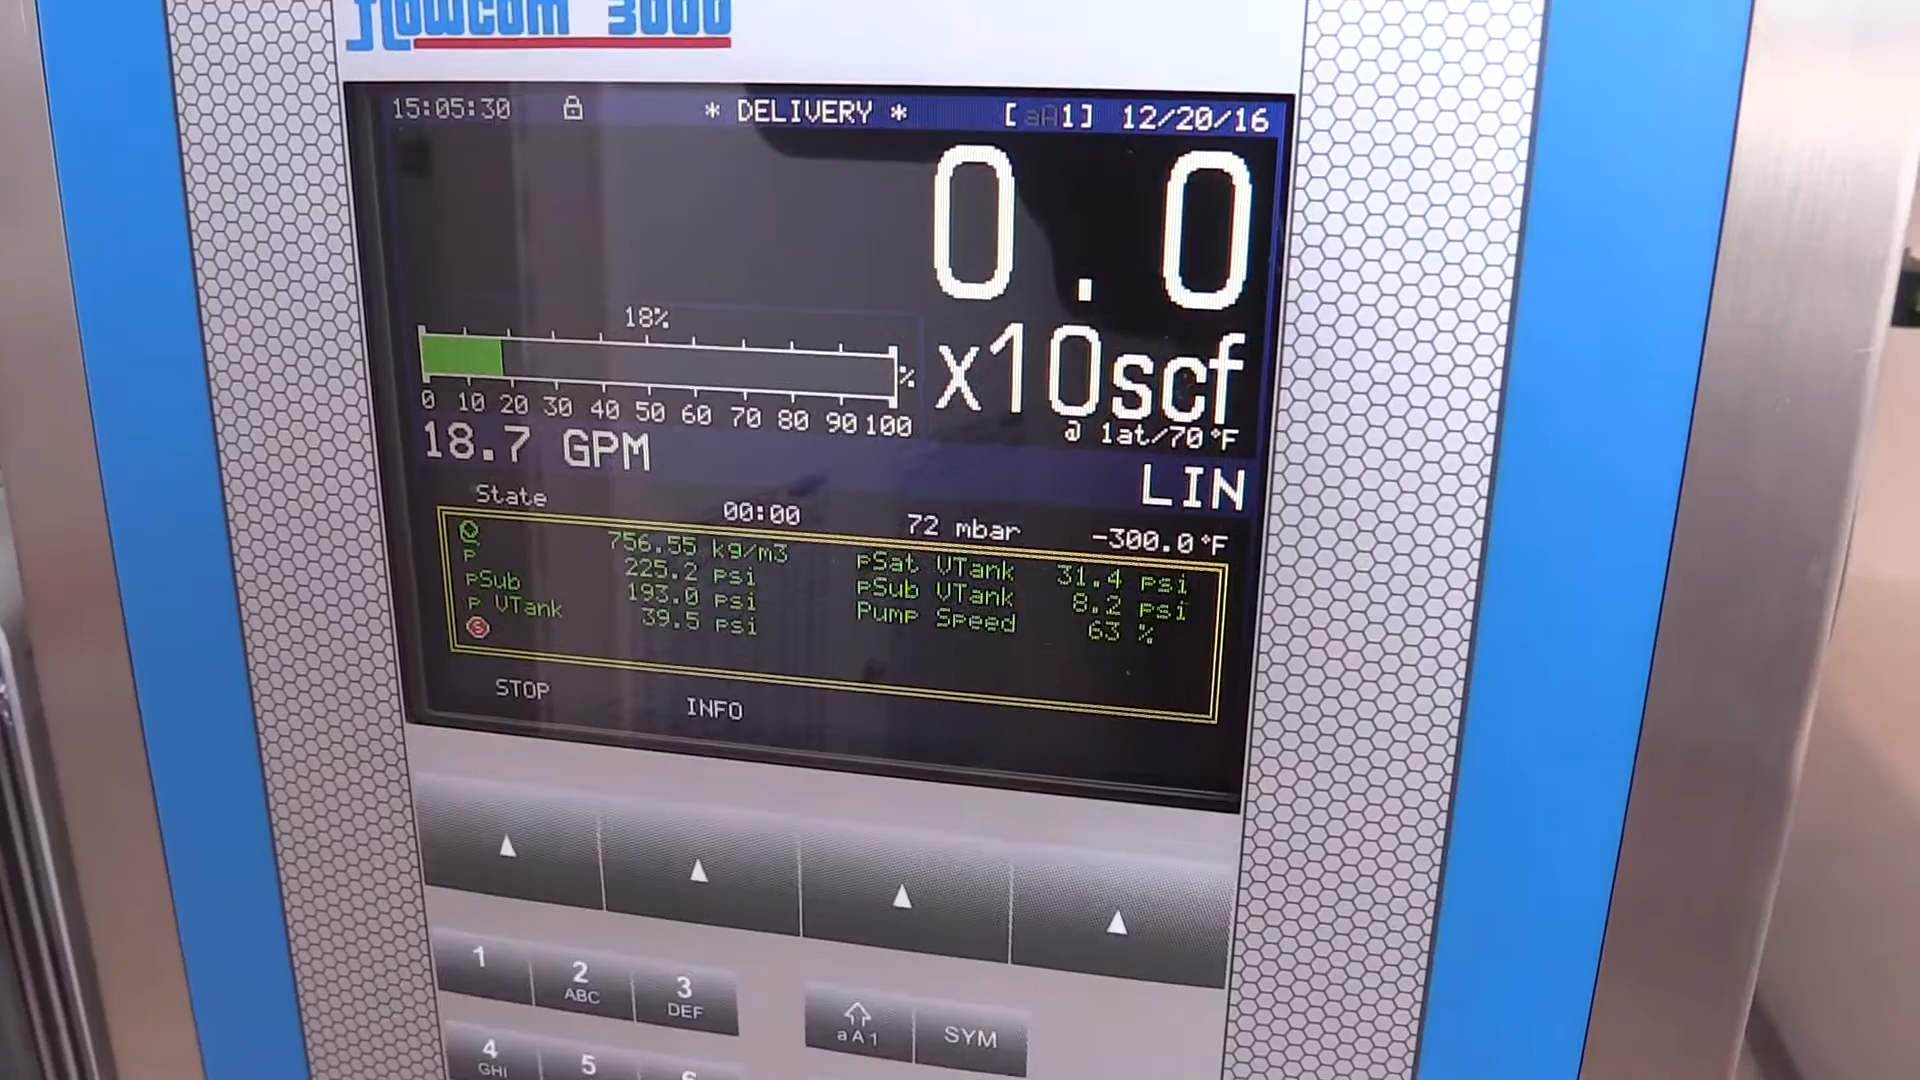 flowcom 3000
15:05:30 * DELIVERY * [aA1] 12/20/16
0.0
18%
x10scf
%
0 10 20 30 40 50 60 70 80 90 100
@ 1at/70°F
18.7 GPM
LIN
State 00:00 72 mbar -300.0°F
756.55 kg/m3 pSat VTank 31.4 psi
p 225.2 psi pSub VTank 8.2 psi
pSub 193.0 psi Pump Speed 63 %
p VTank 39.5 psi
S
STOP INFO
1 2 ABC 3 DEF
aA1 SYM
4 GHI 5